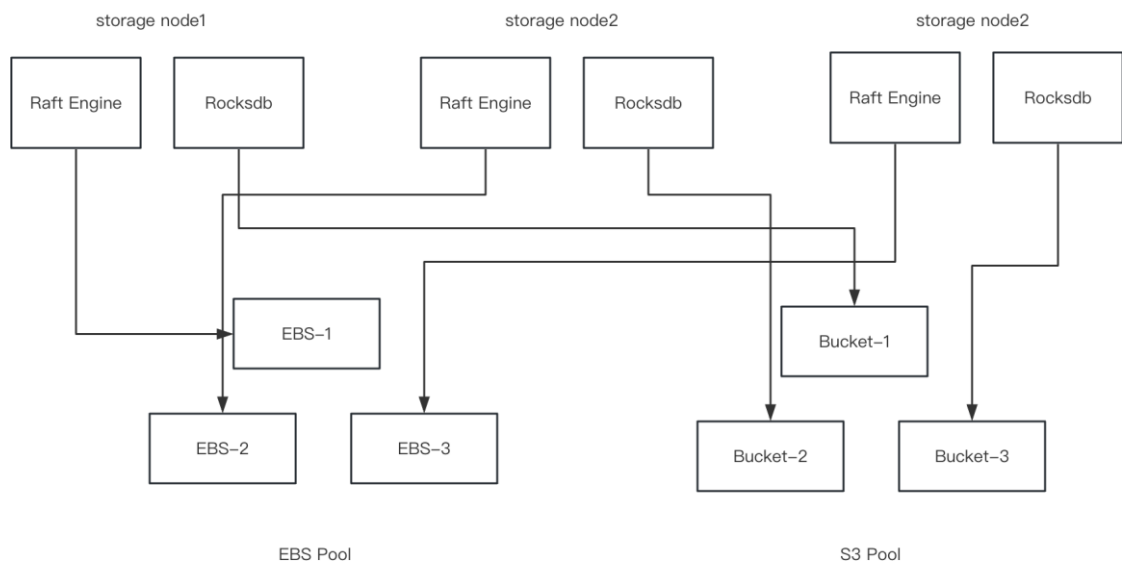 storage node1
storage node2
storage node2
Raft Engine
Rocksdb
Raft Engine
Rocksdb
Raft Engine
Rocksdb
EBS-1
Bucket-1
EBS-2
EBS-3
Bucket-2
Bucket-3
EBS Pool
S3 Pool